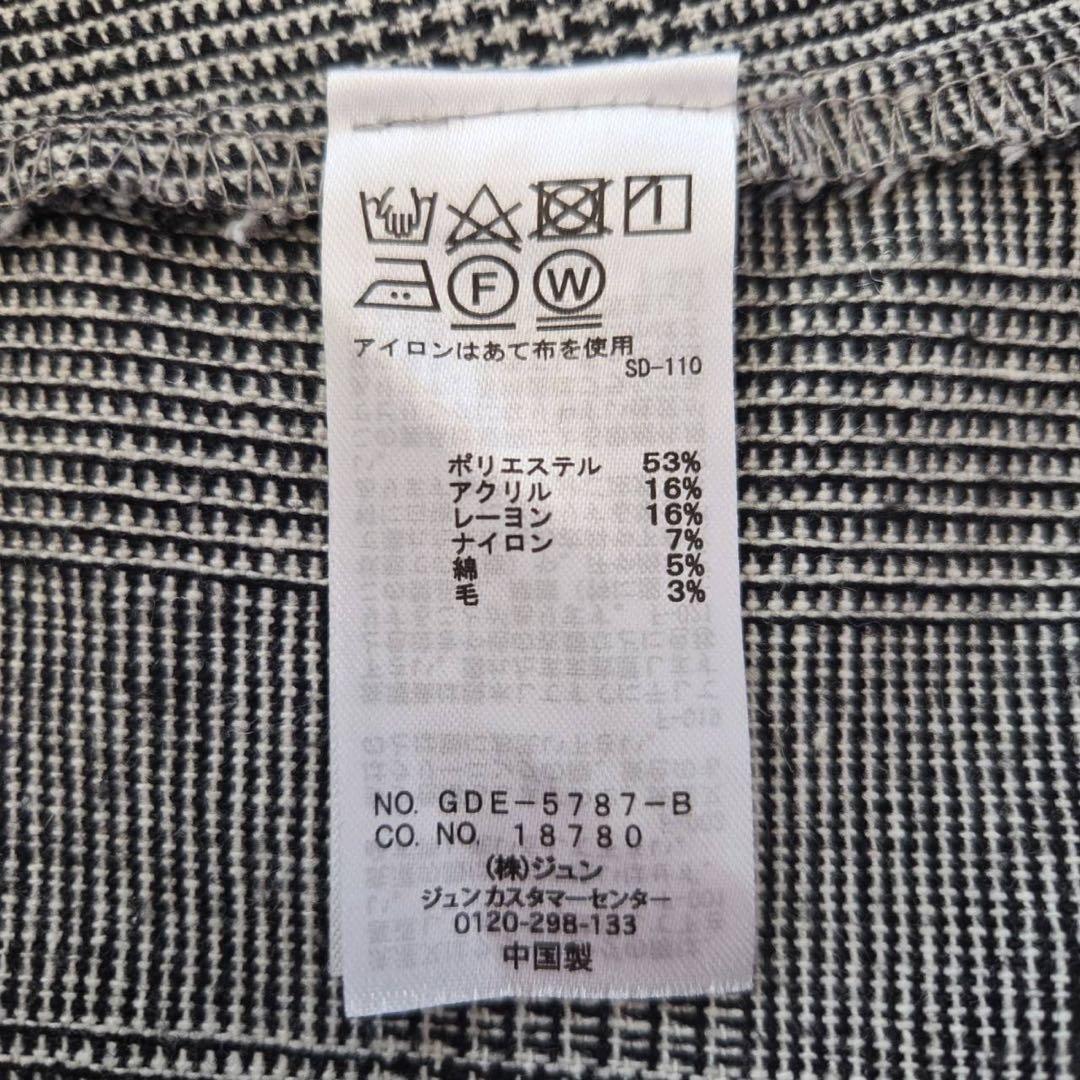 F W
アイロンはあて布を使用
SD-110
ポリエステル 53%
アクリル 16%
レーヨン 16%
ナイロン 7%
綿 5%
毛 3%
NO. GDE-5787-B
CO. NO. 18780
(株)ジュン
ジュンカスタマーセンター
0120-298-133
中国製